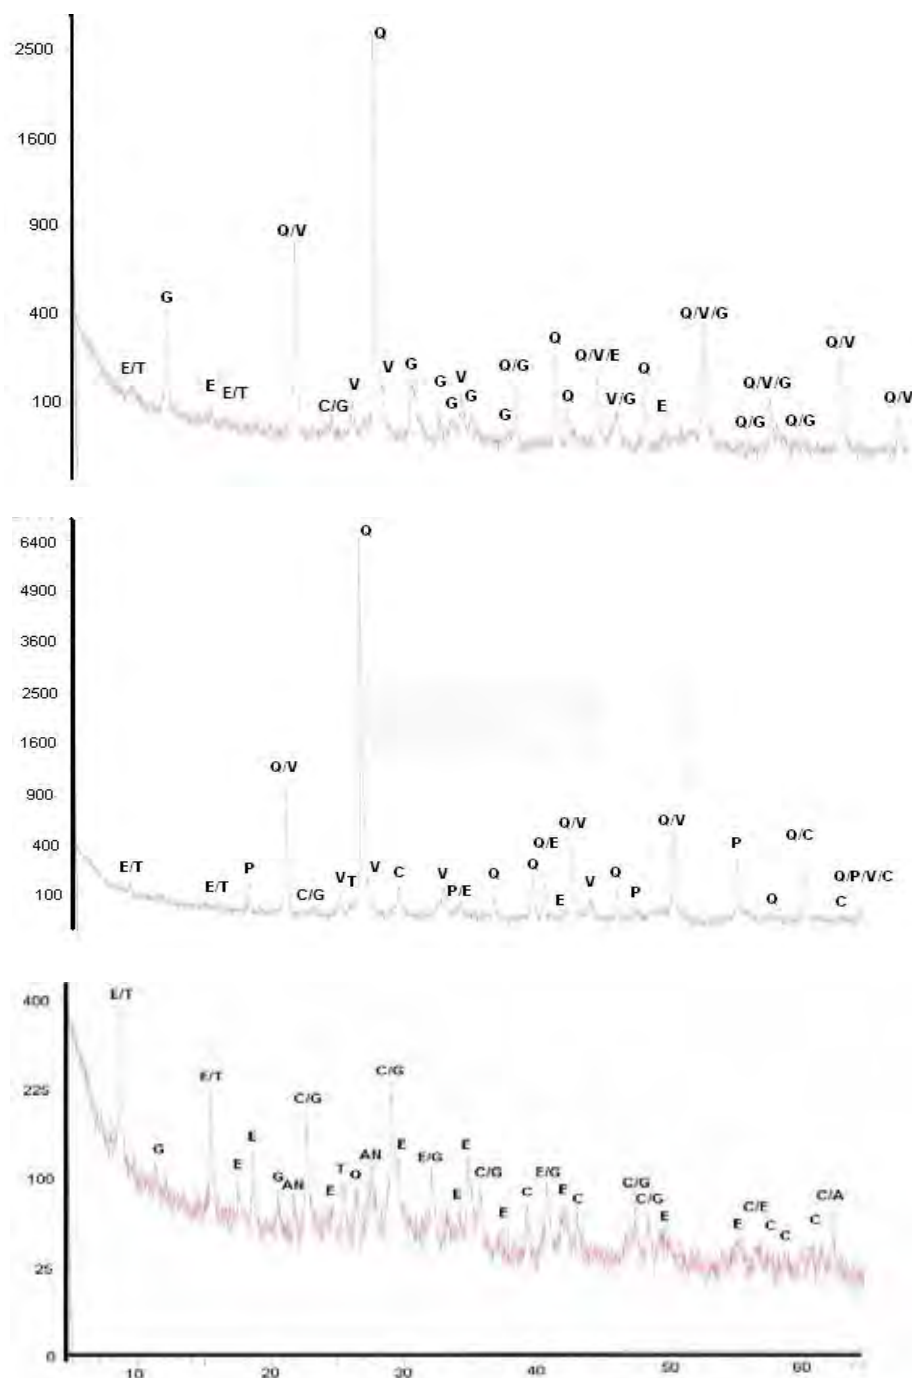 2500
Q
1600
900
Q/V
400
G
Q/V/G
Q
Q/V
E/T
V
G
Q/G
Q/V/E
Q
G
V
Q/V/G
E
E/T
V
G
G
Q
V/G
E
Q/V
100
C/G
G
Q/G
Q/G
6400
Q
4900
3600
2500
1600
Q/V
900
Q/V
Q/V
Q/C
400
Q/E
P
E/T
P
V
C
V
Q
Q
Q
Q/P/V/C
E/T
V T
P/E
V
P
100
C/G
E
Q
C
400
E/T
225
E/T
C/G
C/G
G
E
E
AN
E
E/G
E
100
E
G
AN
E
T
Q
E
C/G
C
E/G
E
C
C/G
C/G
E
E
C/E
C
C
C
C/A
E
25
0
10
20
30
40
50
60